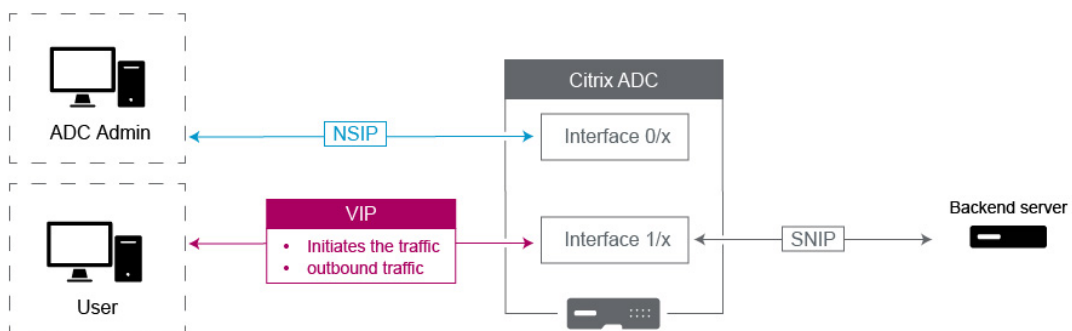 Citrix ADC
ADC Admin
NSIP
Interface 0/x
VIP
• Initiates the traffic
• outbound traffic
Interface 1/x
SNIP
Backend server
User